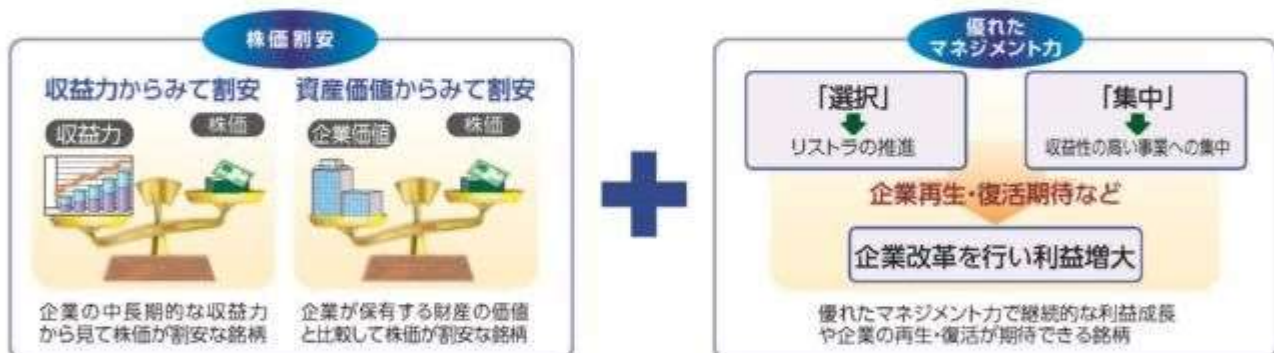 株価割安
収益力からみて割安
収益力
株価
企業の中長期的な収益力
から見て株価が割安な銘柄
資産価値からみて割安
企業価値
株価
企業が保有する財産の価値
と比較して株価が割安な銘柄
優れた
マネジメント力
「選択」
リストラの推進
「集中」
収益性の高い事業への集中
企業再生・復活期待など
企業改革を行い利益増大
優れたマネジメント力で継続的な利益成長
や企業の再生・復活が期待できる銘柄